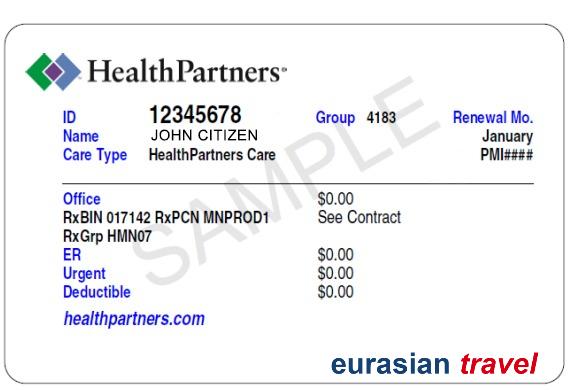 HealthPartners®
ID 12345678 Group 4183 Renewal Mo.
Name JOHN CITIZEN January
Care Type HealthPartners Care PMI####
SAMPLE
Office $0.00
RxBIN 017142 RxPCN MNPROD1 See Contract
RxGrp HMN07
ER $0.00
Urgent $0.00
Deductible $0.00
healthpartners.com
eurasian travel